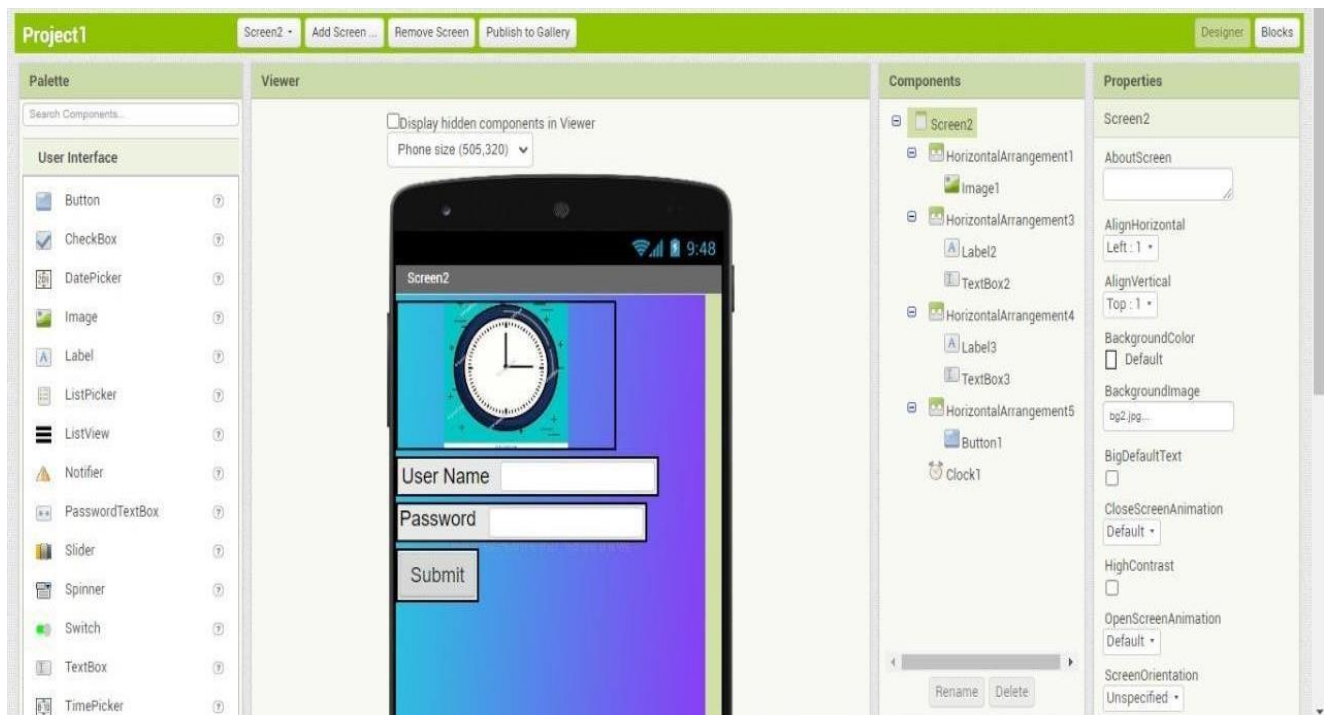 Project1
Screen2
Add Screen ...
Remove Screen
Publish to Gallery
Designer
Blocks
Palette
Search Components...
User Interface
Button
CheckBox
DatePicker
Image
Label
ListPicker
ListView
Notifier
PasswordTextBox
Slider
Spinner
Switch
TextBox
TimePicker
Viewer
Display hidden components in Viewer
Phone size (505,320)
9:48
Screen2
User Name
Password
Submit
Components
Screen2
HorizontalArrangement1
Image1
HorizontalArrangement3
Label2
TextBox2
HorizontalArrangement4
Label3
TextBox3
HorizontalArrangement5
Button1
Clock1
Rename
Delete
Properties
Screen2
AboutScreen
AlignHorizontal
Left : 1
AlignVertical
Top : 1
BackgroundColor
Default
BackgroundImage
bg2.jpg...
BigDefaultText
CloseScreenAnimation
Default
HighContrast
OpenScreenAnimation
Default
ScreenOrientation
Unspecified